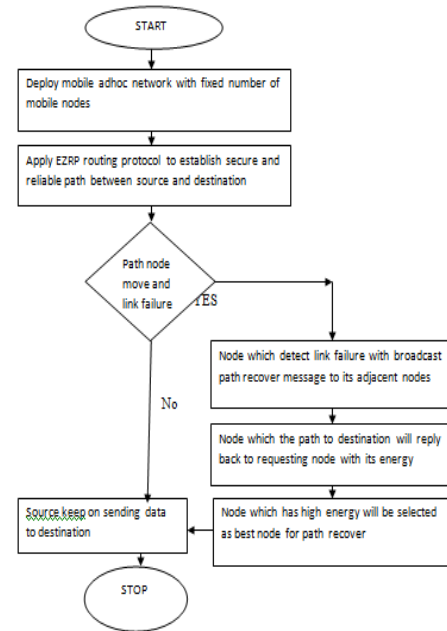 START
Deploy mobile adhoc network with fixed number of
mobile nodes
Apply EZRP routing protocol to establish secure and
reliable path between source and destination
Path node
move and
link failure
YES
Node which detect link failure with broadcast
path recover message to its adjacent nodes
No
Node which the path to destination will reply
back to requesting node with its energy
Source keep on sending data
to destination
Node which has high energy will be selected
as best node for path recover
STOP